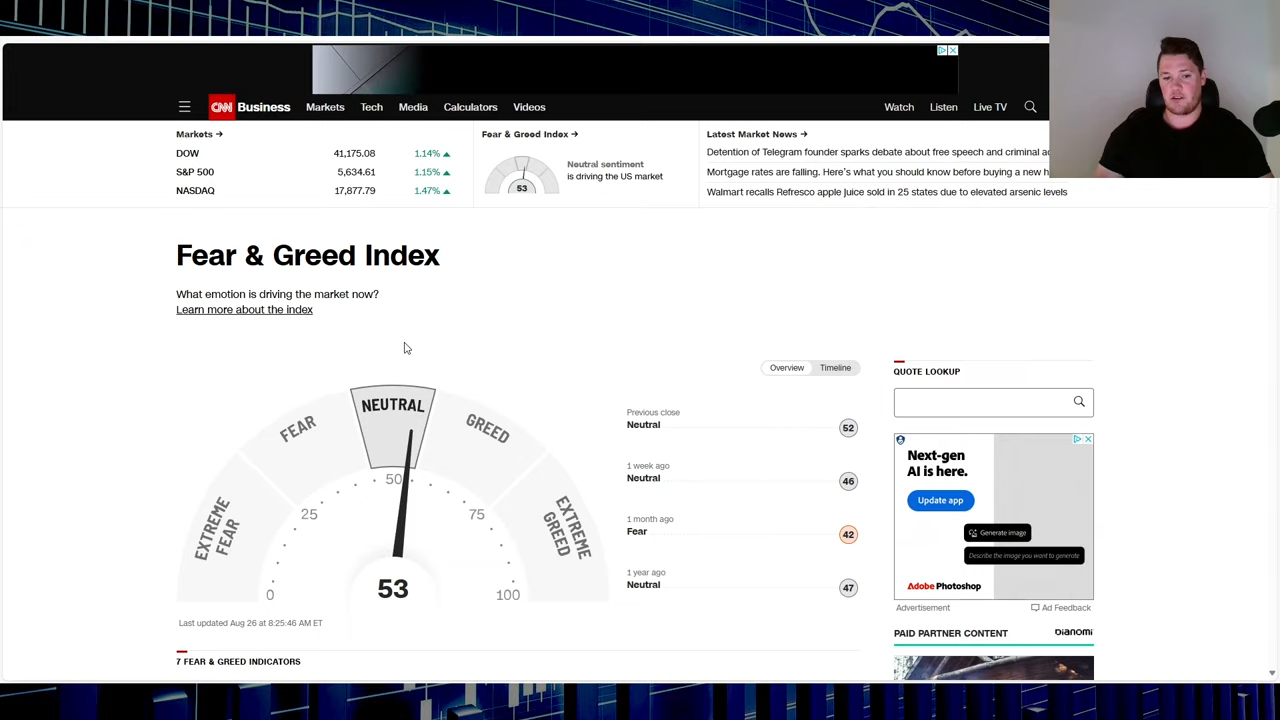 CNN Business
Markets
Tech
Media
Calculators
Videos
Watch
Listen
Live TV
Markets →
DOW 41,175.08 1.14%
S&P 500 5,634.61 1.15%
NASDAQ 17,877.79 1.47%
Fear & Greed Index →
53
Neutral sentiment
is driving the US market
Latest Market News →
Detention of Telegram founder sparks debate about free speech and criminal
Mortgage rates are falling. Here's what you should know before buying a new
Walmart recalls Refresco apple juice sold in 25 states due to elevated arsenic levels
Fear & Greed Index
What emotion is driving the market now?
Learn more about the index
Overview
Timeline
EXTREME FEAR
FEAR
NEUTRAL
GREED
EXTREME GREED
0
25
50
75
100
53
Last updated Aug 26 at 8:25:46 AM ET
Previous close
Neutral 52
1 week ago
Neutral 46
1 month ago
Fear 42
1 year ago
Neutral 47
7 FEAR & GREED INDICATORS
QUOTE LOOKUP
Next-gen
AI is here.
Update app
Generate image
Describe the image you want to generate
Adobe Photoshop
Advertisement
Ad Feedback
PAID PARTNER CONTENT